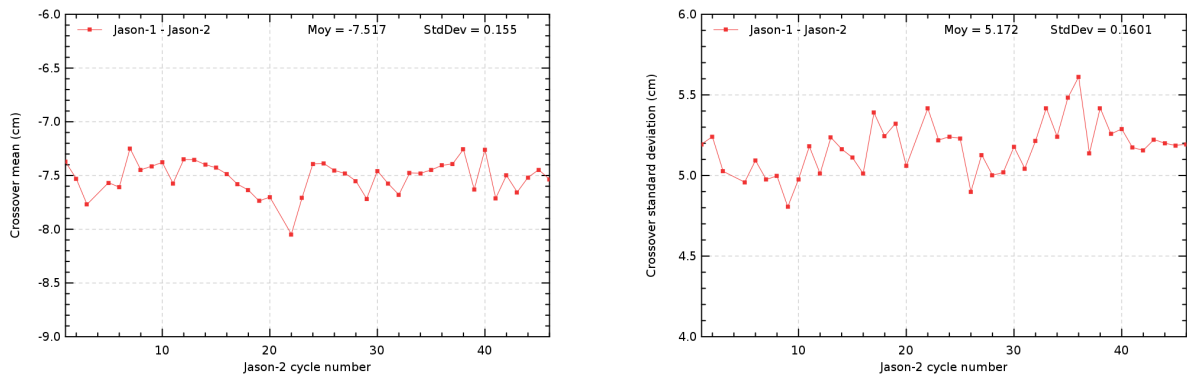 -6.0
Jason-1 - Jason-2 Moy = -7.517 StdDev = 0.155
-6.5
-7.0
-7.5
-8.0
-8.5
-9.0
Crossover mean (cm)
10 20 30 40
Jason-2 cycle number
6.0
Jason-1 - Jason-2 Moy = 5.172 StdDev = 0.1601
5.5
5.0
4.5
4.0
Crossover standard deviation (cm)
10 20 30 40
Jason-2 cycle number